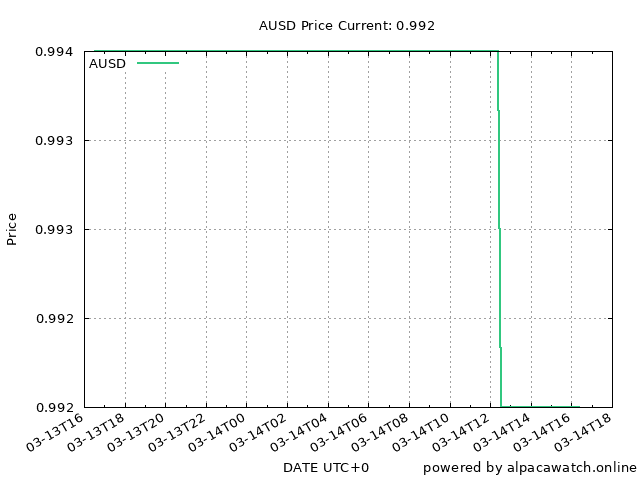 AUSD Price Current: 0.992
0.994
AUSD
0.993
0.993
0.992
0.992
Price
03-13T16
03-13T18
03-13T20
03-13T22
03-14T00
03-14T02
03-14T04
03-14T06
03-14T08
03-14T10
03-14T12
03-14T14
03-14T16
03-14T18
DATE UTC+0
powered by alpacawatch.online